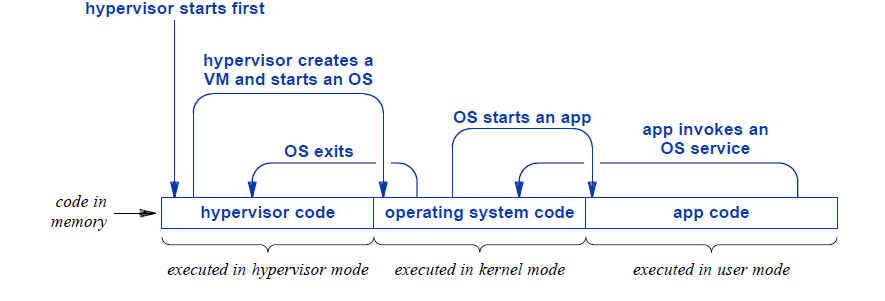 hypervisor starts first
hypervisor creates a
VM and starts an OS
OS starts an app
app invokes an
OS service
OS exits
code in
memory
hypervisor code
operating system code
app code
executed in hypervisor mode
executed in kernel mode
executed in user mode